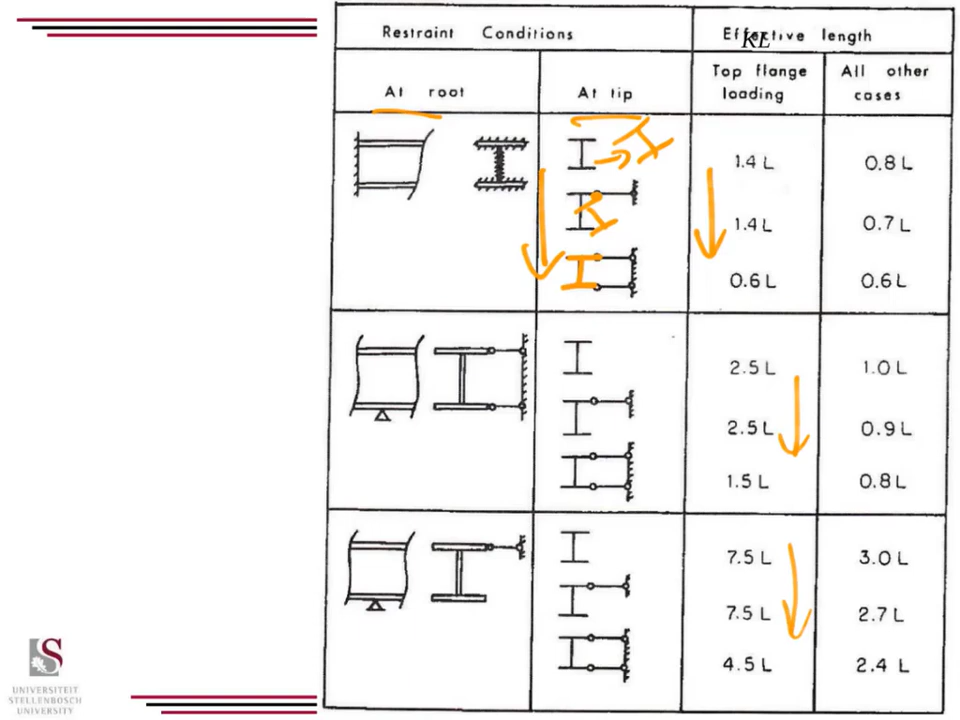 Restraint Conditions
Effective length
KL
At root
At tip
Top flange loading
All other cases
1.4 L
0.8 L
1.4 L
0.7 L
0.6 L
0.6 L
2.5 L
1.0 L
2.5 L
0.9 L
1.5 L
0.8 L
7.5 L
3.0 L
7.5 L
2.7 L
4.5 L
2.4 L
UNIVERSITEIT
STELLENBOSCH
UNIVERSITY